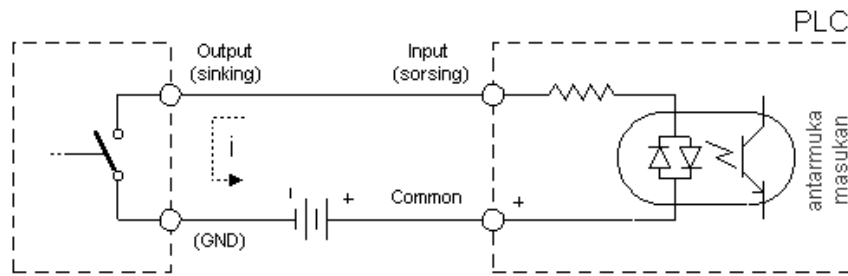 PLC
Output
(sinking)
Input
(sorsing)
i
+
Common
+
(GND)
antarmuka
masukan